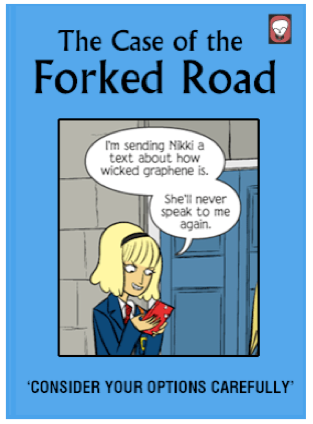 The Case of the
Forked Road
I'm sending Nikki a
text about how
wicked graphene is.
She'll never
speak to me
again.
'CONSIDER YOUR OPTIONS CAREFULLY'